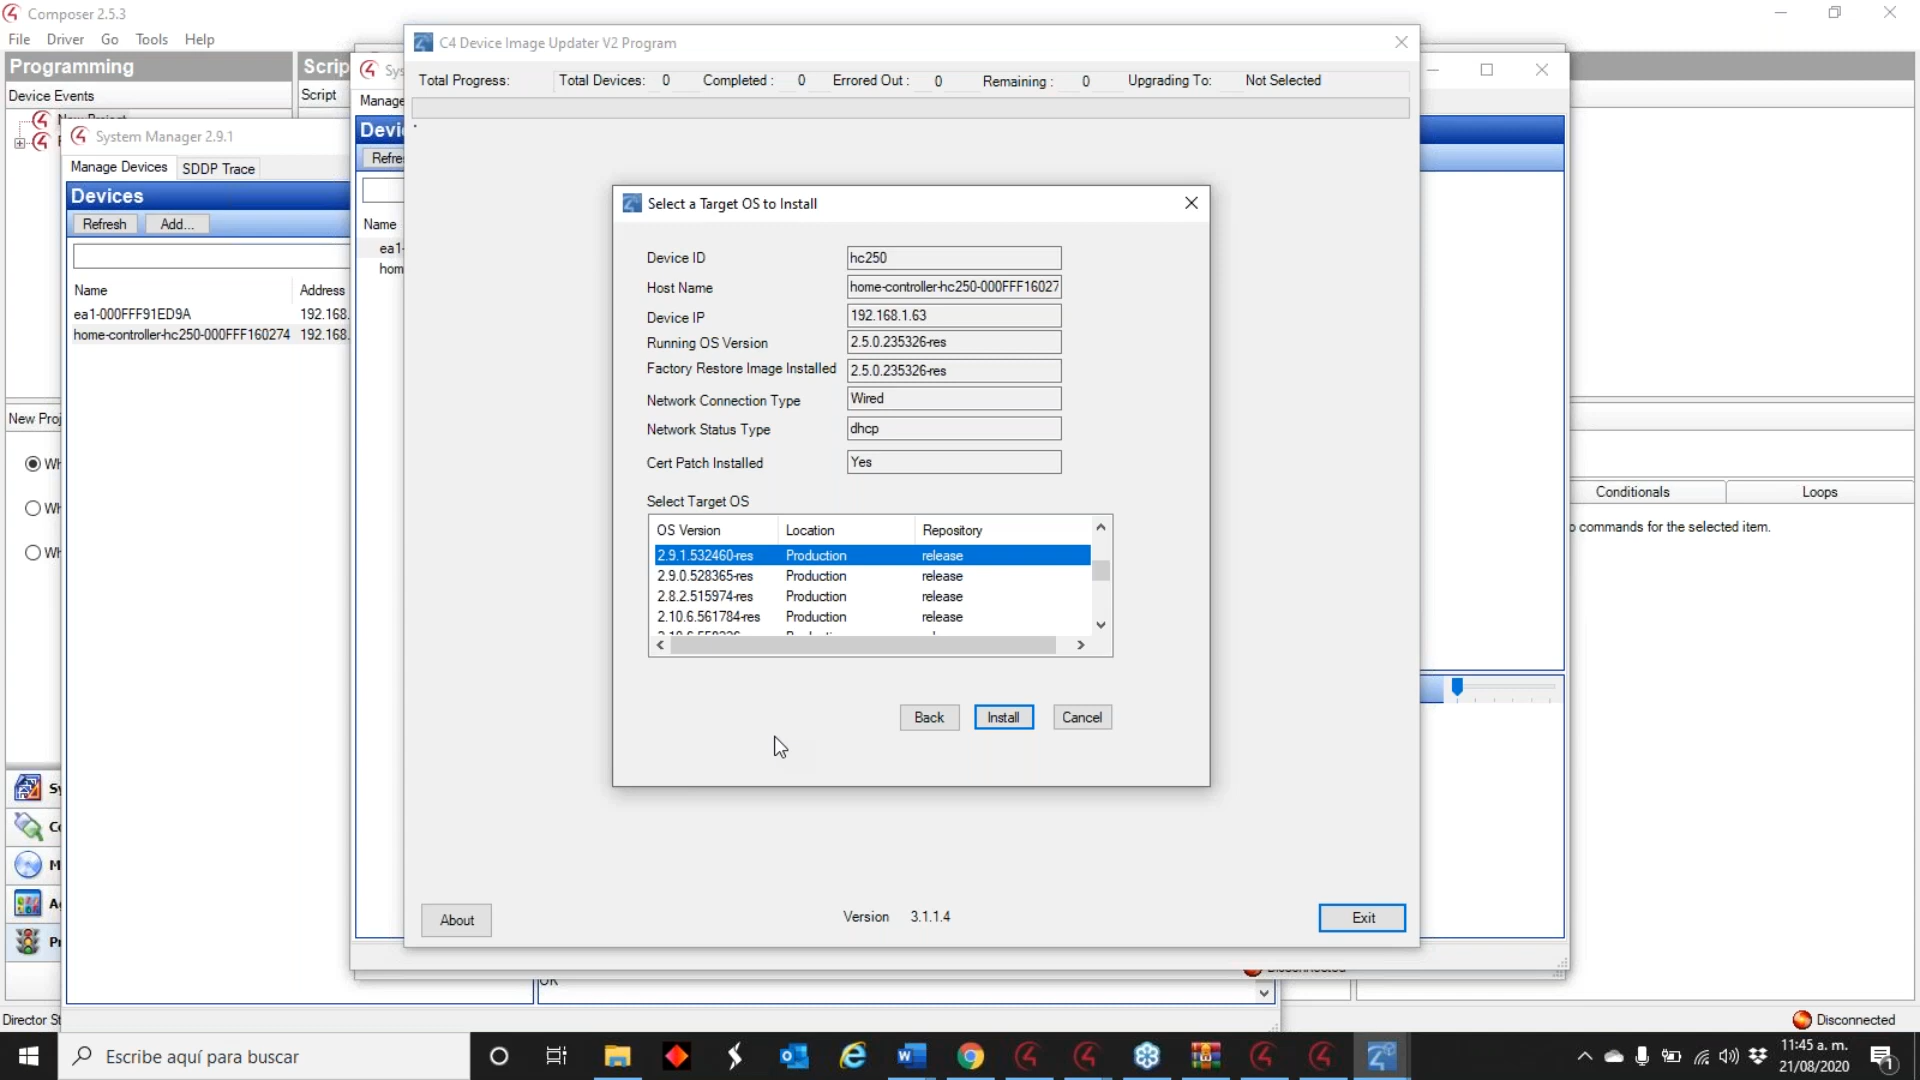 Composer 2.5.3
File Driver Go Tools Help
Programming
Device Events
Script
Script
System Manager 2.9.1
Manage Devices SDDP Trace
Devices
Refresh Add...
Name Address
ea1-000FFF91ED9A 192.168.
home-controller-hc250-000FFF160274 192.168.
Manage
Name
ea1-
hom
C4 Device Image Updater V2 Program
Total Progress: Total Devices: 0 Completed : 0 Errored Out : 0 Remaining : 0 Upgrading To: Not Selected
Select a Target OS to Install
Device ID hc250
Host Name home-controller-hc250-000FFF16027
Device IP 192.168.1.63
Running OS Version 2.5.0.235326-res
Factory Restore Image Installed 2.5.0.235326-res
Network Connection Type Wired
Network Status Type dhcp
Cert Patch Installed Yes
Select Target OS
OS Version Location Repository
2.9.1.532460-res Production release
2.9.0.528365-res Production release
2.8.2.515974-res Production release
2.10.6.561784-res Production release
Back Install Cancel
About Version 3.1.1.4 Exit
Conditionals Loops
commands for the selected item.
New Proj
OK
Director St
Disconnected
Escribe aquí para buscar
11:45 a. m.
21/08/2020
1